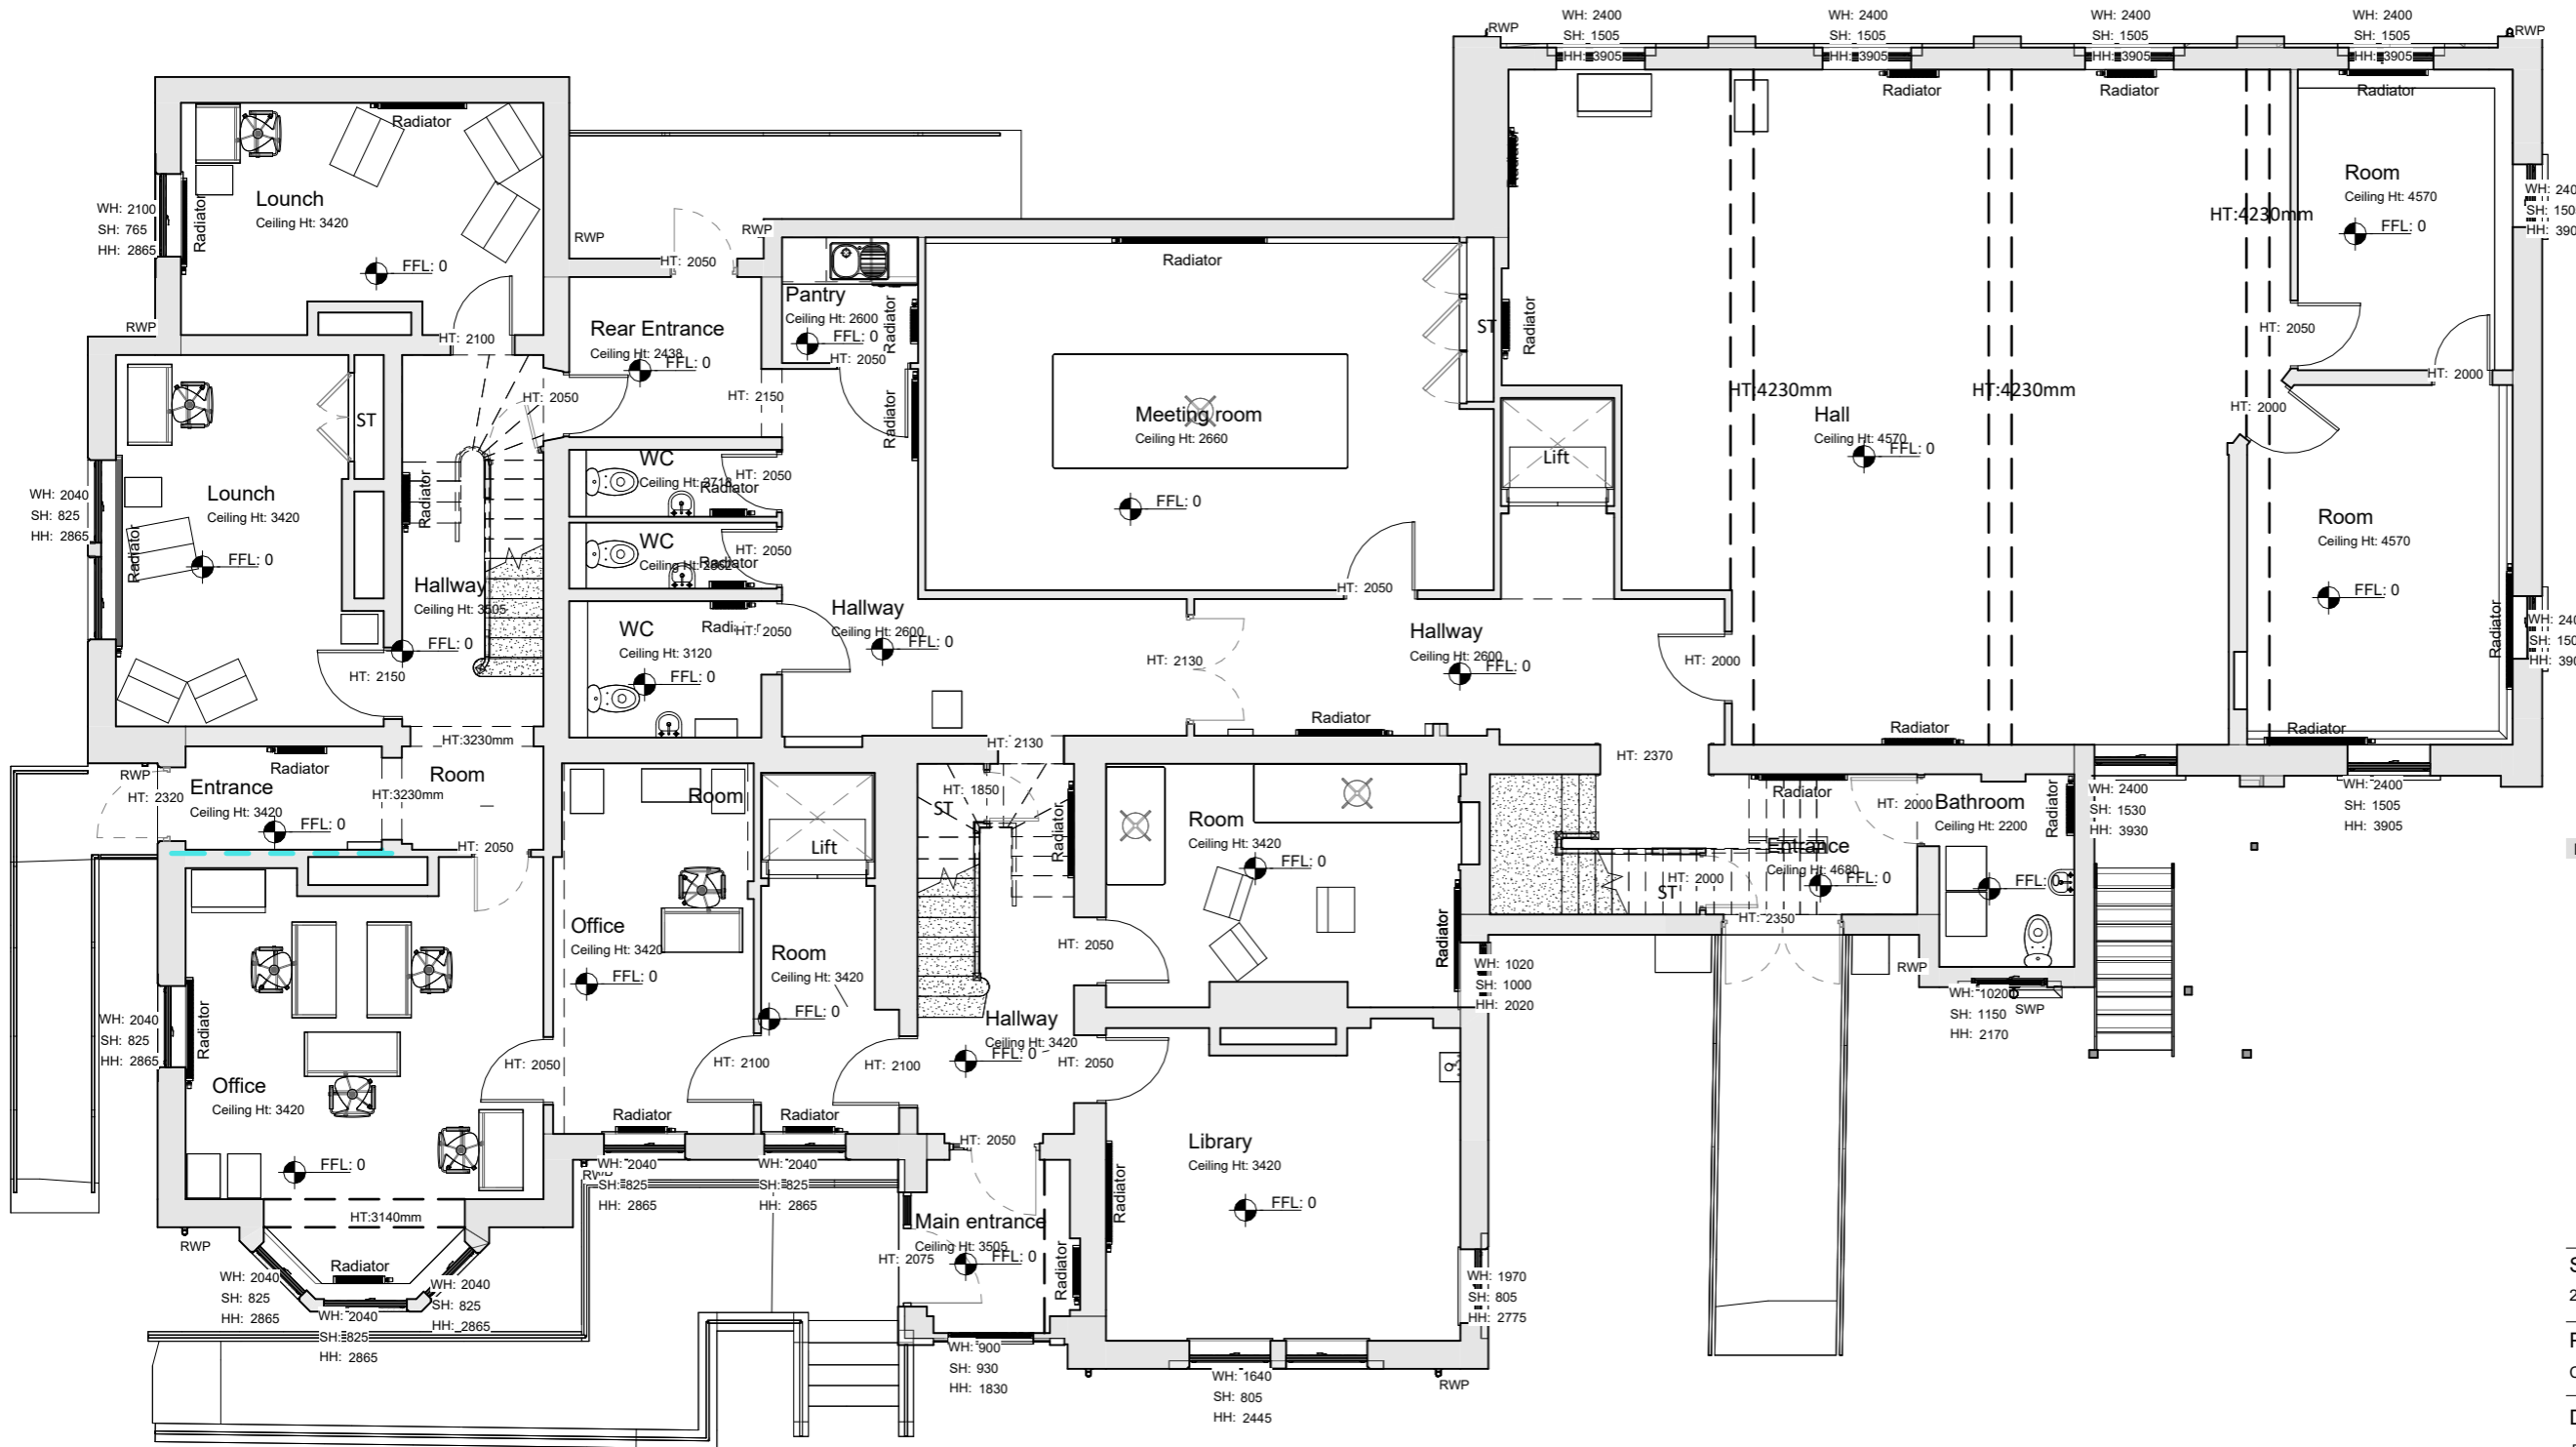 WH: 2400
SH: 1505
HH: 3905
WH: 2400
SH: 1505
HH: 3905
WH: 2400
SH: 1505
HH: 3905
WH: 2400
SH: 1505
HH: 3905
RWP
RWP
Radiator
Radiator
Radiator
Radiator
Lounch
Ceiling Ht: 3420
FFL: 0
Radiator
WH: 2100
SH: 765
HH: 2865
RWP
RWP
HT: 2050
Radiator
Room
Ceiling Ht: 4570
FFL: 0
HT:4230mm
Pantry
Ceiling Ht: 2600
FFL: 0
HT: 2050
Radiator
Radiator
Rear Entrance
Ceiling Ht: 2438
FFL: 0
RWP
HT: 2100
HT: 2050
HT: 2150
ST
Radiator
HT: 2050
HT: 2000
HT: 2000
HT:4230mm
HT:4230mm
Meeting room
Ceiling Ht: 2660
FFL: 0
Lift
Hall
Ceiling Ht: 4570
FFL: 0
ST
WC
HT: 2050
Radiator
WC
HT: 2050
Radiator
WH: 2040
SH: 825
HH: 2865
Lounch
Ceiling Ht: 3420
FFL: 0
Radiator
Radiator
Hallway
Ceiling Ht: 3505
FFL: 0
HT: 2150
WC
Ceiling Ht: 3120
FFL: 0
HT: 2050
Hallway
Ceiling Ht: 2600
FFL: 0
HT: 2050
HT: 2130
Hallway
Ceiling Ht: 2600
FFL: 0
HT: 2000
Room
Ceiling Ht: 4570
FFL: 0
Radiator
Radiator
Radiator
Radiator
HT:3230mm
HT: 2130
HT: 2370
RWP
HT: 2320
Radiator
Entrance
Ceiling Ht: 3420
FFL: 0
Room
HT:3230mm
HT: 2050
Room
Lift
ST
HT: 1850
Radiator
Room
Ceiling Ht: 3420
FFL: 0
Radiator
Radiator
HT: 2000
Bathroom
Ceiling Ht: 2200
FFL: 0
Radiator
Entrance
Ceiling Ht: 4680
FFL: 0
HT: 2000
ST
HT: 2350
WH: 2400
SH: 1530
HH: 3930
WH: 2400
SH: 1505
HH: 3905
Office
Ceiling Ht: 3420
FFL: 0
Room
Ceiling Ht: 3420
FFL: 0
HT: 2050
WH: 1020
SH: 1000
HH: 2020
RWP
WH: 1020
SH: 1150
HH: 2170
SWP
WH: 2040
SH: 825
HH: 2865
Radiator
Office
Ceiling Ht: 3420
FFL: 0
HT: 2050
HT: 2100
HT: 2100
Hallway
Ceiling Ht: 3420
FFL: 0
HT: 2050
Radiator
Radiator
HT: 2050
WH: 2040
SH: 825
HH: 2865
WH: 2040
SH: 825
HH: 2865
Library
Ceiling Ht: 3420
FFL: 0
Radiator
HT:3140mm
RWP
Radiator
Main entrance
Ceiling Ht: 3505
FFL: 0
HT: 2075
Radiator
WH: 2040
SH: 825
HH: 2865
WH: 2040
SH: 825
HH: 2865
WH: 2040
SH: 825
HH: 2865
WH: 1970
SH: 805
HH: 2775
WH: 900
SH: 930
HH: 1830
WH: 1640
SH: 805
HH: 2445
RWP